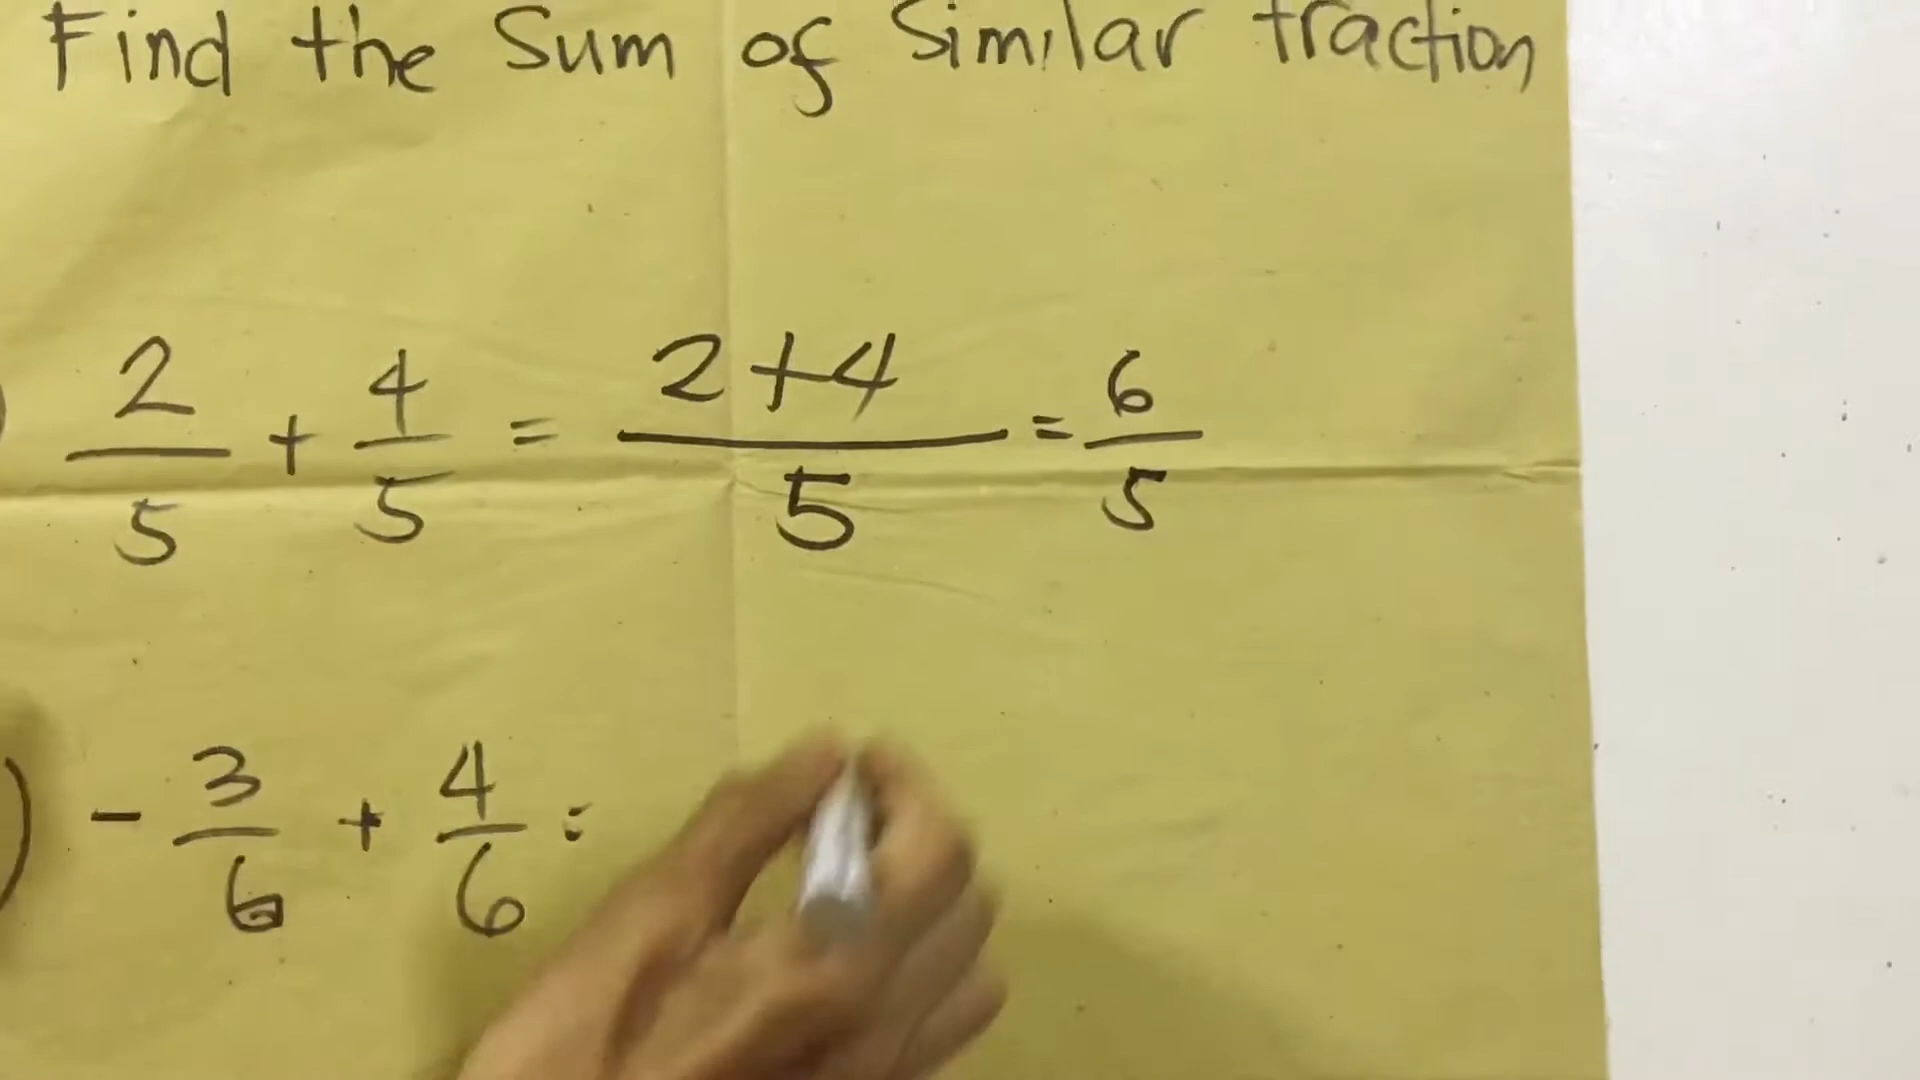 Find the Sum of Similar fraction
) 2/5 + 4/5 = 2+4/5 = 6/5
) - 3/6 + 4/6 =